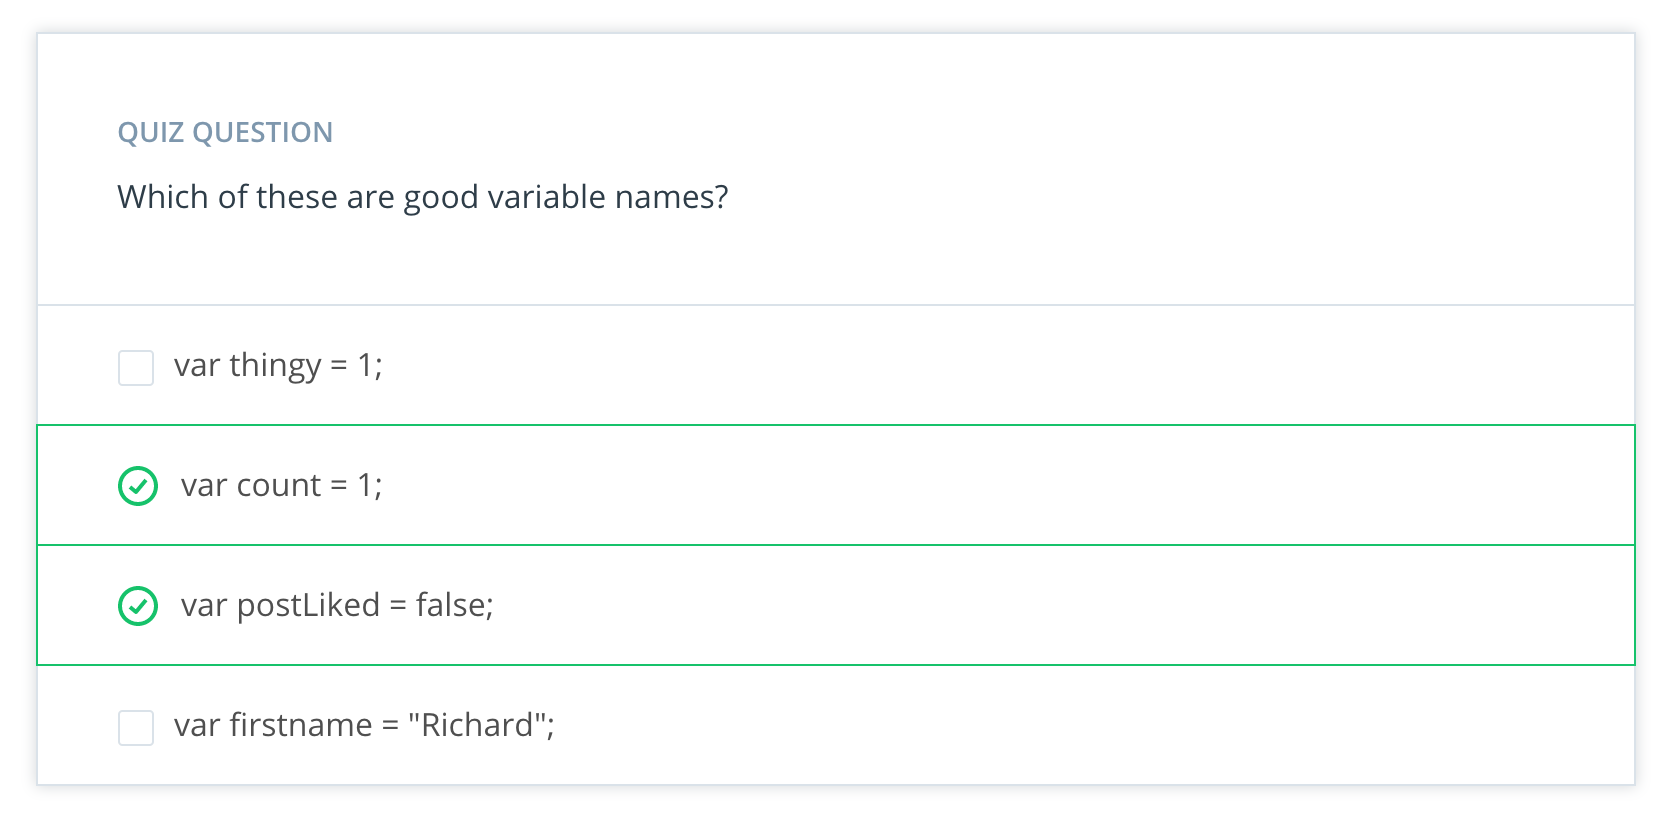 QUIZ QUESTION
Which of these are good variable names?
var thingy = 1;
var count = 1;
var postLiked = false;
var firstname = "Richard";